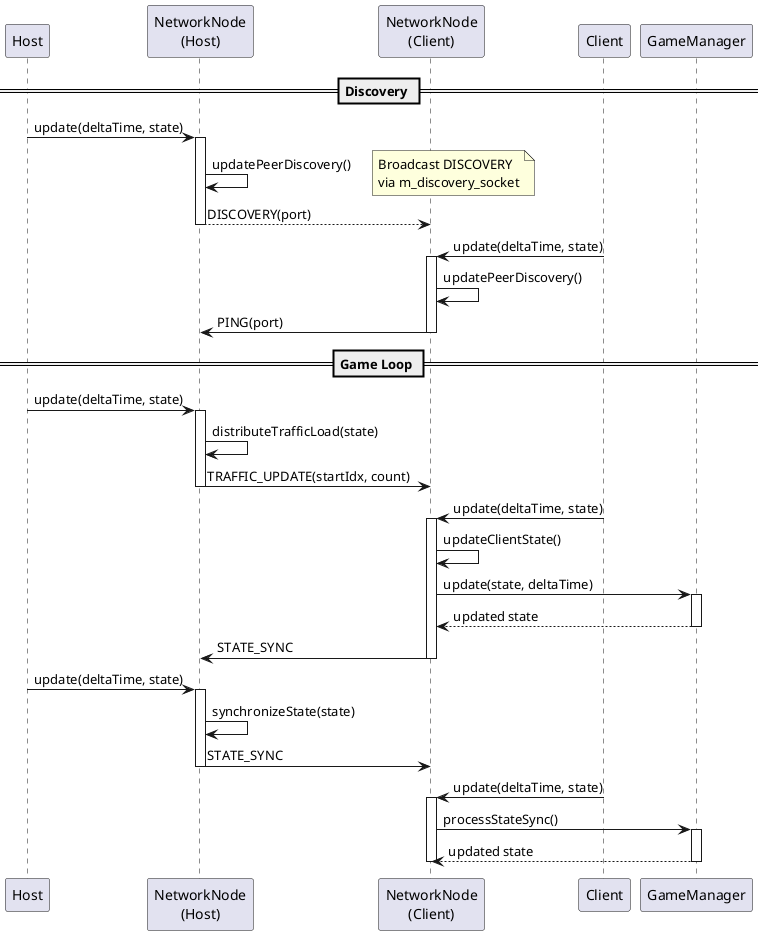 Host
NetworkNode
(Host)
NetworkNode
(Client)
Client
GameManager
Discovery
update(deltaTime, state)
updatePeerDiscovery()
Broadcast DISCOVERY
via m_discovery_socket
DISCOVERY(port)
update(deltaTime, state)
updatePeerDiscovery()
PING(port)
Game Loop
update(deltaTime, state)
distributeTrafficLoad(state)
TRAFFIC_UPDATE(startIdx, count)
update(deltaTime, state)
updateClientState()
update(state, deltaTime)
updated state
STATE_SYNC
update(deltaTime, state)
synchronizeState(state)
STATE_SYNC
update(deltaTime, state)
processStateSync()
updated state
Host
NetworkNode
(Host)
NetworkNode
(Client)
Client
GameManager